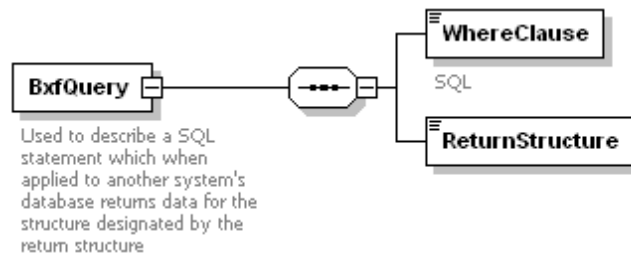 WhereClause
SQL
BxfQuery
ReturnStructure
Used to describe a SQL
statement which when
applied to another system's
database returns data for the
structure designated by the
return structure